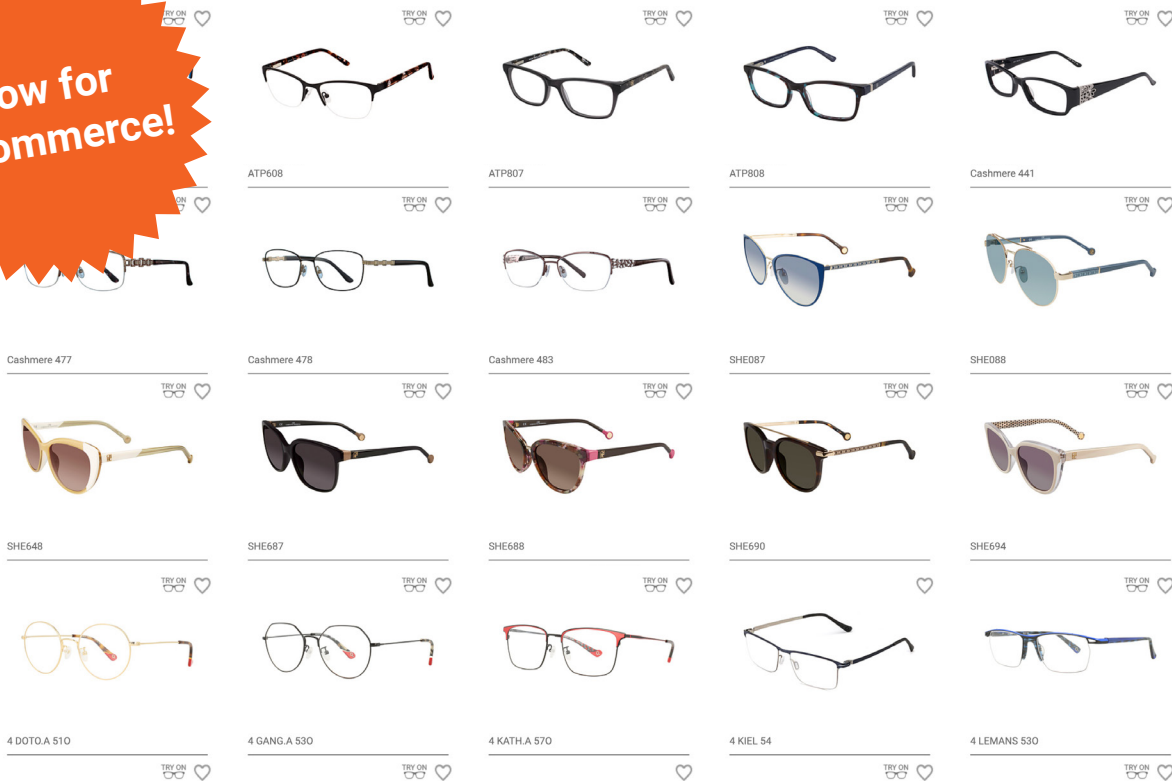 ow for
ommerce!
TRY ON
TRY ON
TRY ON
TRY ON
TRY ON
ATP608
ATP807
ATP808
Cashmere 441
TRY ON
TRY ON
TRY ON
TRY ON
TRY ON
Cashmere 477
Cashmere 478
Cashmere 483
SHE087
SHE088
TRY ON
TRY ON
TRY ON
TRY ON
TRY ON
SHE648
SHE687
SHE688
SHE690
SHE694
TRY ON
TRY ON
TRY ON
TRY ON
4 DOTO.A 51O
4 GANG.A 53O
4 KATH.A 57O
4 KIEL 54
4 LEMANS 53O
TRY ON
TRY ON
TRY ON
TRY ON